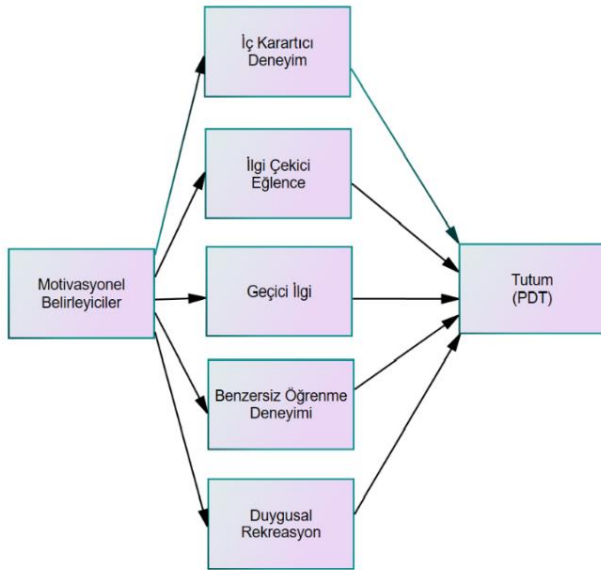 İç Karartıcı
Deneyim
İlgi Çekici
Eğlence
Motivasyonel
Belirleyiciler
Geçici İlgi
Tutum
(PDT)
Benzersiz Öğrenme
Deneyimi
Duygusal
Rekreasyon